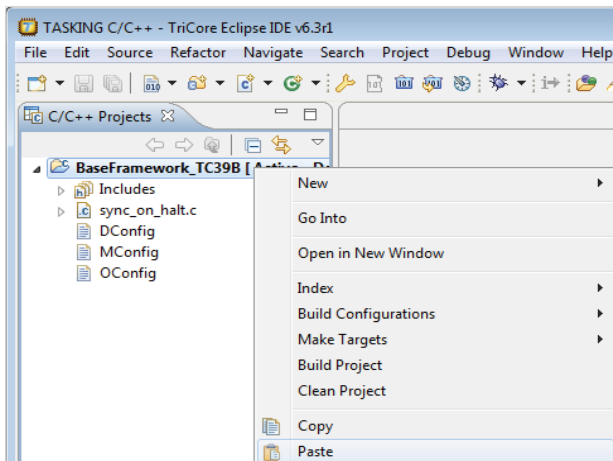 TASKING C/C++ - TriCore Eclipse IDE v6.3r1
File Edit Source Refactor Navigate Search Project Debug Window Help
C/C++ Projects
BaseFramework_TC39B [ Active - De
New
Includes
sync_on_halt.c
Go Into
DConfig
MConfig
Open in New Window
OConfig
Index
Build Configurations
Make Targets
Build Project
Clean Project
Copy
Paste